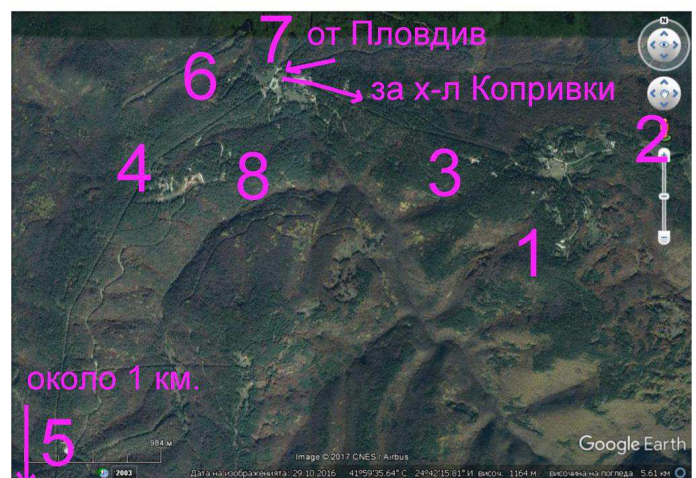 N
7 от Пловдив
6
за х-л Копривки
2
4
8
3
1
около 1 км.
5
984 м
Google Earth
Image © 2017 CNES / Airbus
2003
Дата на изображенията: 29.10.2016 41°59'35.64" С 24°42'15.81" И височ. 1164 м височина на погледа 5.61 км